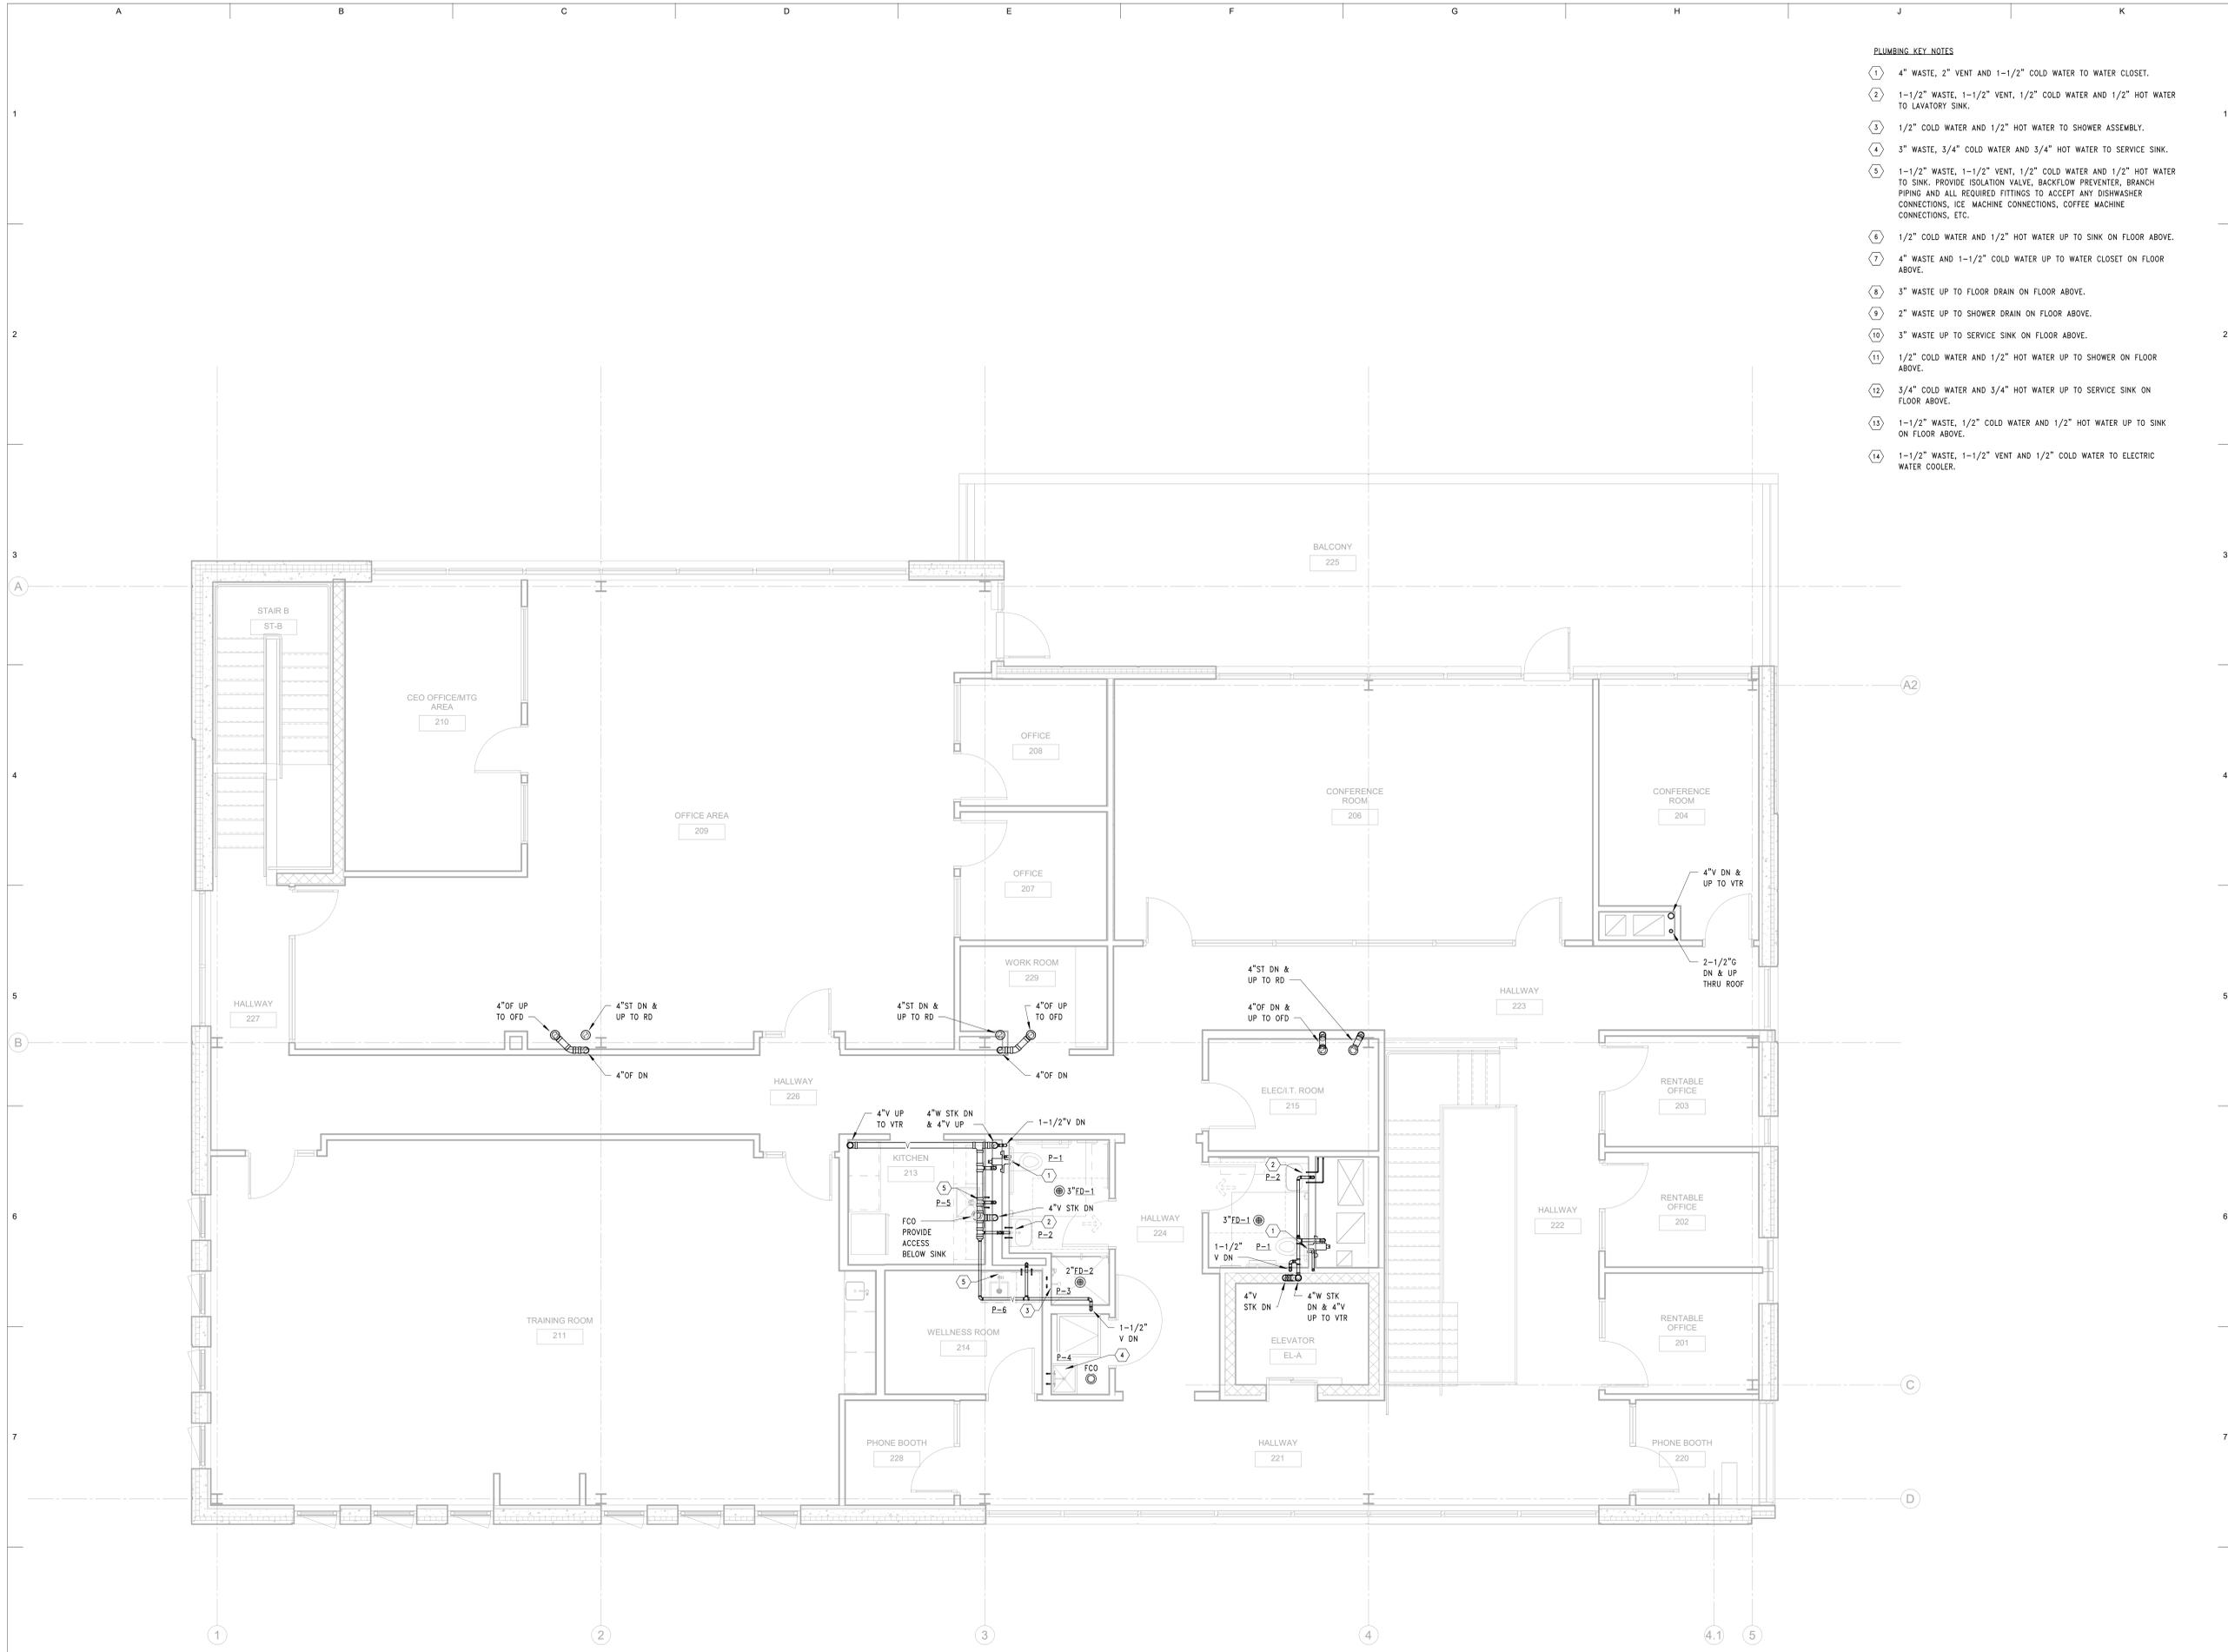 A B C D E F G H J K
PLUMBING KEY NOTES
1 4" WASTE, 2" VENT AND 1-1/2" COLD WATER TO WATER CLOSET.
2 1-1/2" WASTE, 1-1/2" VENT, 1/2" COLD WATER AND 1/2" HOT WATER
TO LAVATORY SINK.
3 1/2" COLD WATER AND 1/2" HOT WATER TO SHOWER ASSEMBLY.
4 3" WASTE, 3/4" COLD WATER AND 3/4" HOT WATER TO SERVICE SINK.
5 1-1/2" WASTE, 1-1/2" VENT, 1/2" COLD WATER AND 1/2" HOT WATER
TO SINK. PROVIDE ISOLATION VALVE, BACKFLOW PREVENTER, BRANCH
PIPING AND ALL REQUIRED FITTINGS TO ACCEPT ANY DISHWASHER
CONNECTIONS, ICE MACHINE CONNECTIONS, COFFEE MACHINE
CONNECTIONS, ETC.
6 1/2" COLD WATER AND 1/2" HOT WATER UP TO SINK ON FLOOR ABOVE.
7 4" WASTE AND 1-1/2" COLD WATER UP TO WATER CLOSET ON FLOOR
ABOVE.
8 3" WASTE UP TO FLOOR DRAIN ON FLOOR ABOVE.
9 2" WASTE UP TO SHOWER DRAIN ON FLOOR ABOVE.
10 3" WASTE UP TO SERVICE SINK ON FLOOR ABOVE.
11 1/2" COLD WATER AND 1/2" HOT WATER UP TO SHOWER ON FLOOR
ABOVE.
12 3/4" COLD WATER AND 3/4" HOT WATER UP TO SERVICE SINK ON
FLOOR ABOVE.
13 1-1/2" WASTE, 1/2" COLD WATER AND 1/2" HOT WATER UP TO SINK
ON FLOOR ABOVE.
14 1-1/2" WASTE, 1-1/2" VENT AND 1/2" COLD WATER TO ELECTRIC
WATER COOLER.
1 1
2 2
3 3
BALCONY
225
A
STAIR B
ST-B
A2
CEO OFFICE/MTG
AREA
210
OFFICE
208
4 4
CONFERENCE
ROOM
206
CONFERENCE
ROOM
204
OFFICE AREA
209
OFFICE
207
4"V DN &
UP TO VTR
WORK ROOM
229
2-1/2"G
DN & UP
THRU ROOF
4"ST DN &
UP TO RD
5 5
HALLWAY
227
HALLWAY
223
4"OF UP
TO OFD
4"ST DN &
UP TO RD
4"ST DN &
UP TO RD
4"OF UP
TO OFD
4"OF DN &
UP TO OFD
B
4"OF DN
4"OF DN
HALLWAY
226
ELEC/I.T. ROOM
215
RENTABLE
OFFICE
203
4"V UP
TO VTR
4"W STK DN
& 4"V UP
1-1/2"V DN
V
KITCHEN
213
P-1
1
2
P-2
5
P-5
3"FD-1
4"V STK DN
2
P-2
FCO
PROVIDE
ACCESS
BELOW SINK
RENTABLE
OFFICE
202
6 6
HALLWAY
224
HALLWAY
222
3"FD-1
1
P-1
1-1/2"
V DN
2"FD-2
5
P-3
P-6
V
3
4"V
STK DN
4"W STK
DN & 4"V
UP TO VTR
1-1/2"
V DN
TRAINING ROOM
211
WELLNESS ROOM
214
ELEVATOR
EL-A
RENTABLE
OFFICE
201
P-4
4
FCO
C
7 7
PHONE BOOTH
228
HALLWAY
221
PHONE BOOTH
220
D
1 2 3 4 4.1 5